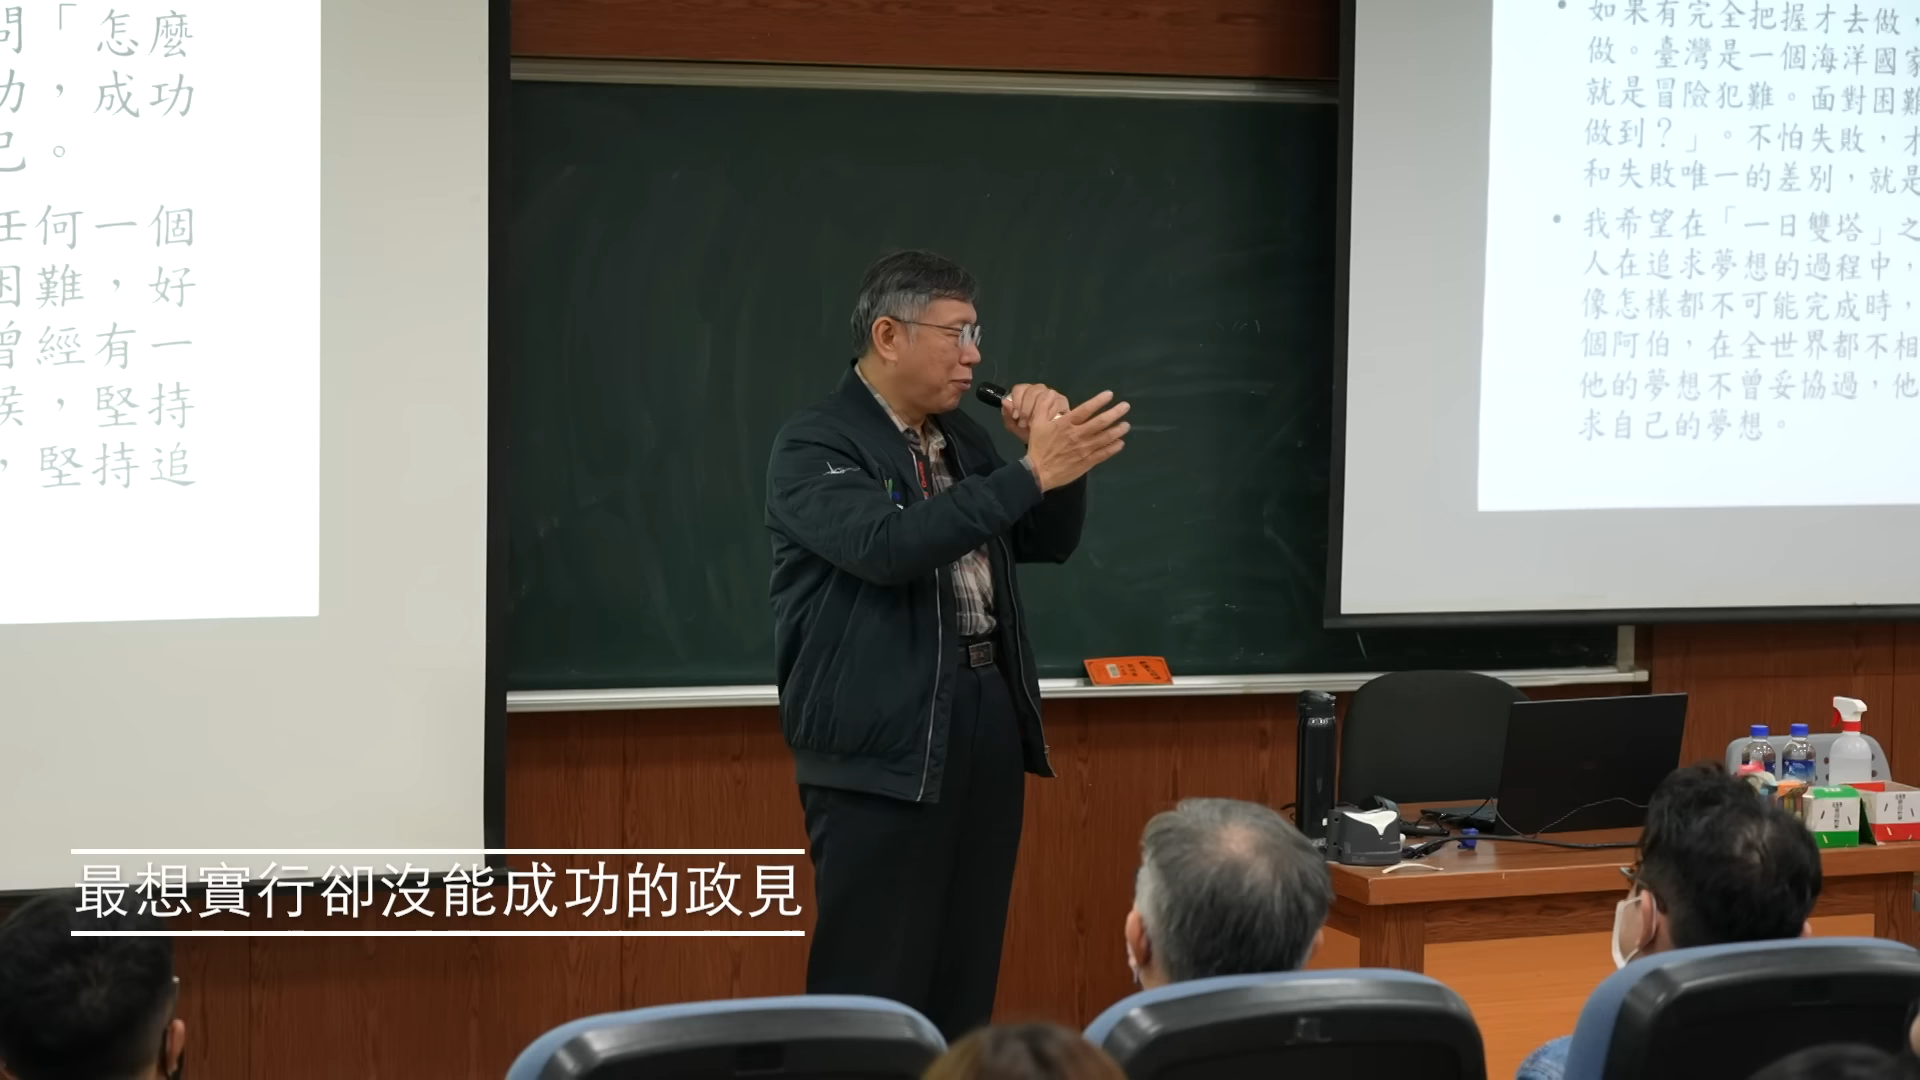 問「怎麼
功，成功
己。
任何一個
困難，好
曾經有一
候，堅持
，堅持追
• 如果有完全把握才去做，
做。臺灣是一個海洋國家
就是冒險犯難。面對困難
做到？」。不怕失敗，才
和失敗唯一的差別，就是
• 我希望在「一日雙塔」之
人在追求夢想的過程中，
像怎樣都不可能完成時，
個阿伯，在全世界都不相
他的夢想不曾妥協過，他
求自己的夢想。
最想實行卻沒能成功的政見